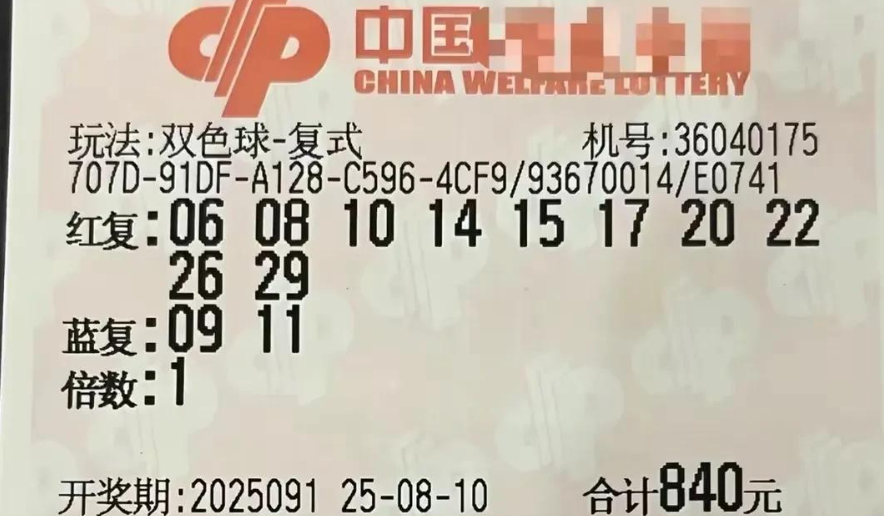 中国
CHINA WELFARE LOTTERY
玩法:双色球-复式 机号:36040175
707D-91DF-A128-C596-4CF9/93670014/E0741
红复:06 08 10 14 15 17 20 22
26 29
蓝复:09 11
倍数:1
开奖期:2025091 25-08-10 合计840元